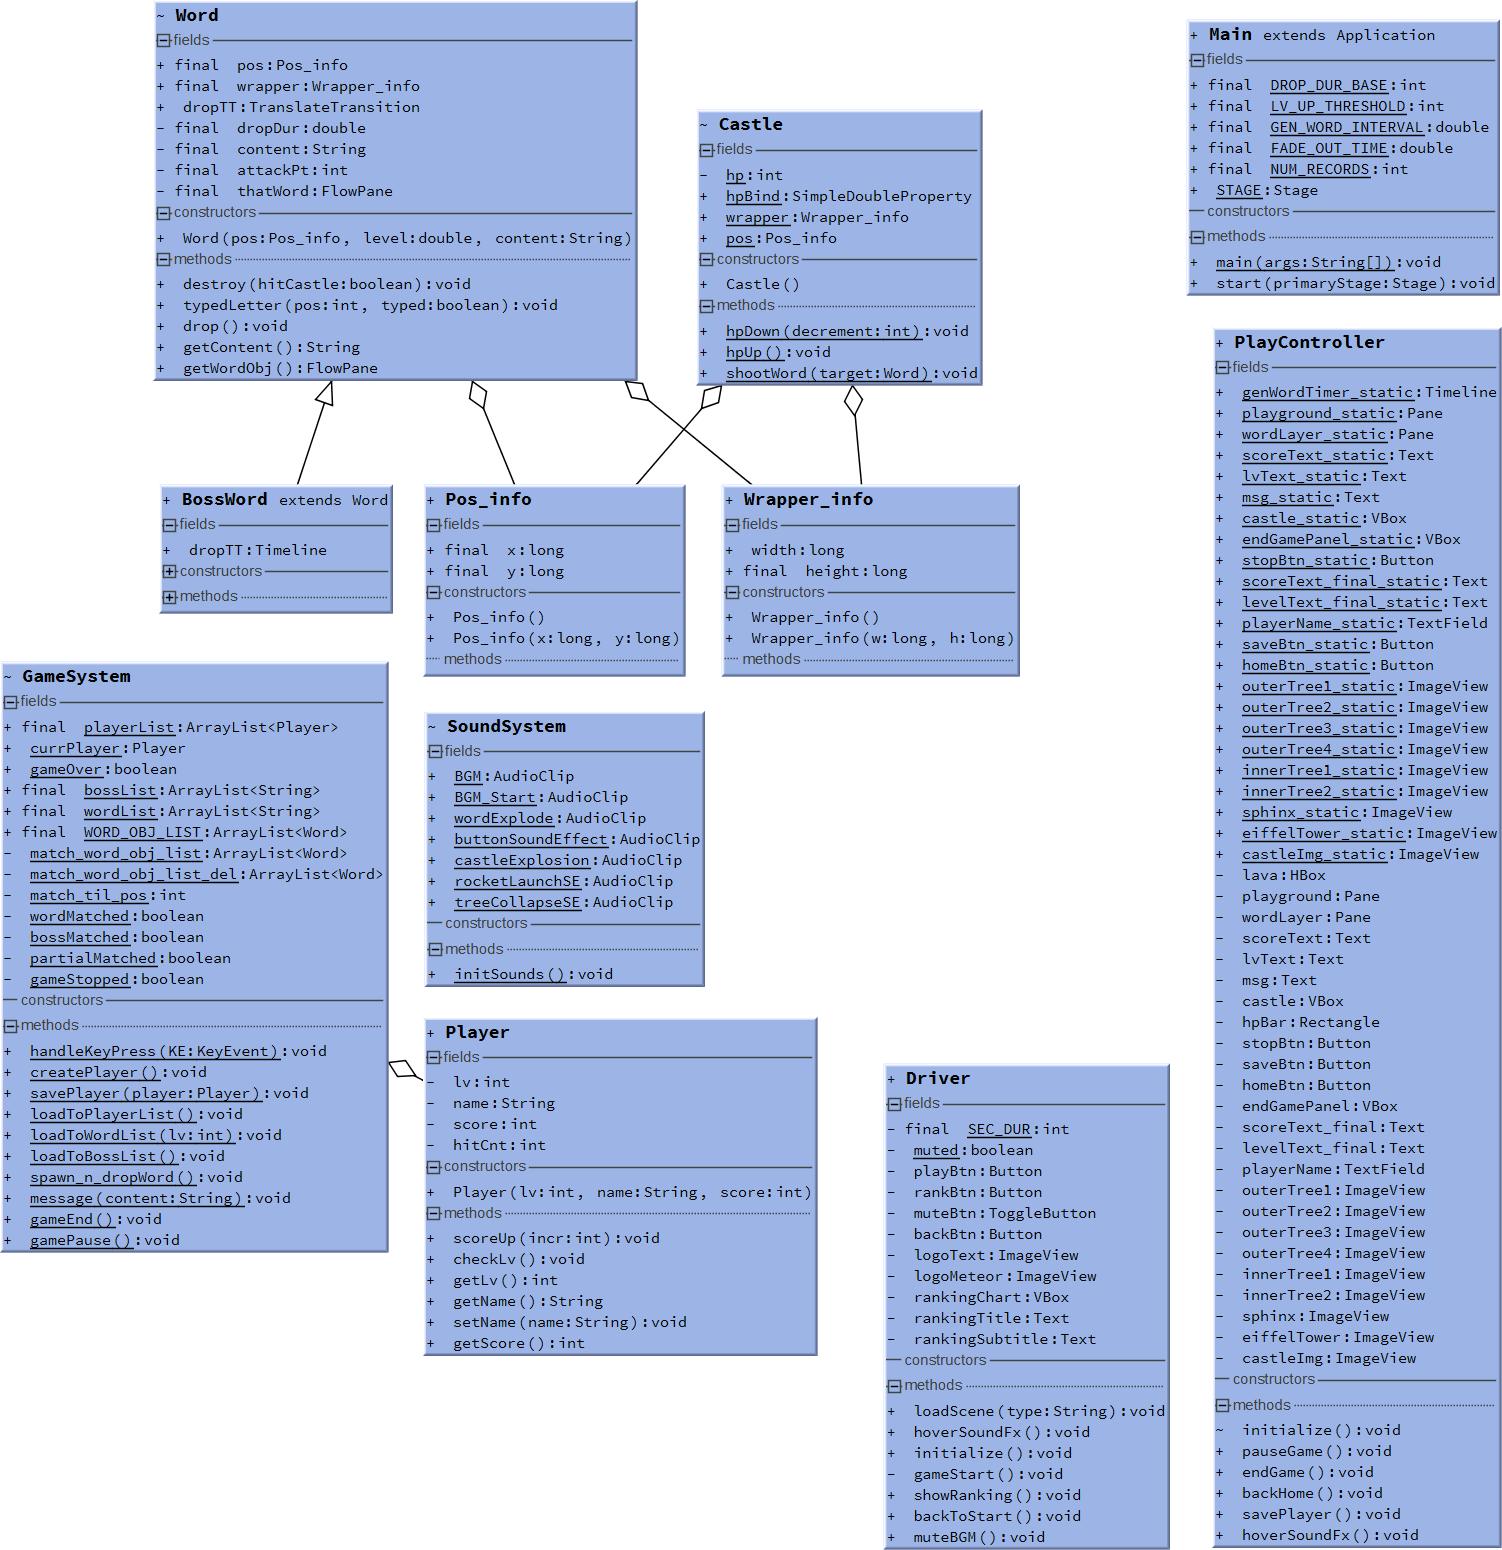 ~ Word
fields
+ final pos:Pos_info
+ final wrapper:Wrapper_info
+ dropTT:TranslateTransition
− final dropDur:double
− final content:String
− final attackPt:int
− final thatWord:FlowPane
constructors
+ Word(pos:Pos_info, level:double, content:String)
methods
+ destroy(hitCastle:boolean):void
+ typedLetter(pos:int, typed:boolean):void
+ drop():void
+ getContent():String
+ getWordObj():FlowPane
~ Castle
fields
− hp:int
+ hpBind:SimpleDoubleProperty
+ wrapper:Wrapper_info
+ pos:Pos_info
constructors
+ Castle()
methods
+ hpDown(decrement:int):void
+ hpUp():void
+ shootWord(target:Word):void
+ Main extends Application
fields
+ final DROP_DUR_BASE:int
+ final LV_UP_THRESHOLD:int
+ final GEN_WORD_INTERVAL:double
+ final FADE_OUT_TIME:double
+ final NUM_RECORDS:int
+ STAGE:Stage
constructors
methods
+ main(args:String[]):void
+ start(primaryStage:Stage):void
+ BossWord extends Word
fields
+ dropTT:Timeline
constructors
methods
+ Pos_info
fields
+ final x:long
+ final y:long
constructors
+ Pos_info()
+ Pos_info(x:long, y:long)
methods
+ Wrapper_info
fields
+ width:long
+ final height:long
constructors
+ Wrapper_info()
+ Wrapper_info(w:long, h:long)
methods
~ GameSystem
fields
+ final playerList:ArrayList<Player>
+ currPlayer:Player
+ gameOver:boolean
+ final bossList:ArrayList<String>
+ final wordList:ArrayList<String>
+ final WORD_OBJ_LIST:ArrayList<Word>
− match_word_obj_list:ArrayList<Word>
− match_word_obj_list_del:ArrayList<Word>
− match_til_pos:int
− wordMatched:boolean
− bossMatched:boolean
− partialMatched:boolean
− gameStopped:boolean
constructors
methods
+ handleKeyPress(KE:KeyEvent):void
+ createPlayer():void
+ savePlayer(player:Player):void
+ loadToPlayerList():void
+ loadToWordList(lv:int):void
+ loadToBossList():void
+ spawn_n_dropWord():void
+ message(content:String):void
+ gameEnd():void
+ gamePause():void
~ SoundSystem
fields
+ BGM:AudioClip
+ BGM_Start:AudioClip
+ wordExplode:AudioClip
+ buttonSoundEffect:AudioClip
+ castleExplosion:AudioClip
+ rocketLaunchSE:AudioClip
+ treeCollapseSE:AudioClip
constructors
methods
+ initSounds():void
+ Player
fields
− lv:int
− name:String
− score:int
− hitCnt:int
constructors
+ Player(lv:int, name:String, score:int)
methods
+ scoreUp(incr:int):void
+ checkLv():void
+ getLv():int
+ getName():String
+ setName(name:String):void
+ getScore():int
+ Driver
fields
− final SEC_DUR:int
− muted:boolean
− playBtn:Button
− rankBtn:Button
− muteBtn:ToggleButton
− backBtn:Button
− logoText:ImageView
− logoMeteor:ImageView
− rankingChart:VBox
− rankingTitle:Text
− rankingSubtitle:Text
constructors
methods
+ loadScene(type:String):void
+ hoverSoundFx():void
+ initialize():void
− gameStart():void
+ showRanking():void
+ backToStart():void
+ muteBGM():void
+ PlayController
fields
+ genWordTimer_static:Timeline
+ playground_static:Pane
+ wordLayer_static:Pane
+ scoreText_static:Text
+ lvText_static:Text
+ msg_static:Text
+ castle_static:VBox
+ endGamePanel_static:VBox
+ stopBtn_static:Button
+ scoreText_final_static:Text
+ levelText_final_static:Text
+ playerName_static:TextField
+ saveBtn_static:Button
+ homeBtn_static:Button
+ outerTree1_static:ImageView
+ outerTree2_static:ImageView
+ outerTree3_static:ImageView
+ outerTree4_static:ImageView
+ innerTree1_static:ImageView
+ innerTree2_static:ImageView
+ sphinx_static:ImageView
+ eiffelTower_static:ImageView
+ castleImg_static:ImageView
− lava:HBox
− playground:Pane
− wordLayer:Pane
− scoreText:Text
− lvText:Text
− msg:Text
− castle:VBox
− hpBar:Rectangle
− stopBtn:Button
− saveBtn:Button
− homeBtn:Button
− endGamePanel:VBox
− scoreText_final:Text
− levelText_final:Text
− playerName:TextField
− outerTree1:ImageView
− outerTree2:ImageView
− outerTree3:ImageView
− outerTree4:ImageView
− innerTree1:ImageView
− innerTree2:ImageView
− sphinx:ImageView
− eiffelTower:ImageView
− castleImg:ImageView
constructors
methods
~ initialize():void
+ pauseGame():void
+ endGame():void
+ backHome():void
+ savePlayer():void
+ hoverSoundFx():void